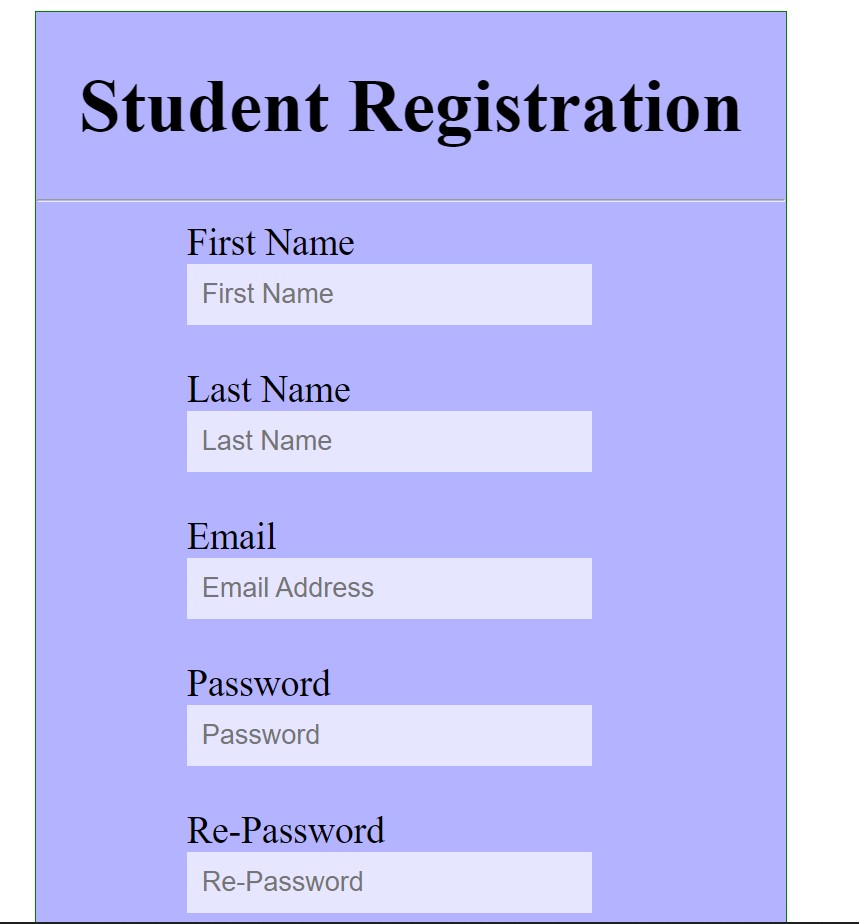 Student Registration
First Name
First Name
Last Name
Last Name
Email
Email Address
Password
Password
Re-Password
Re-Password